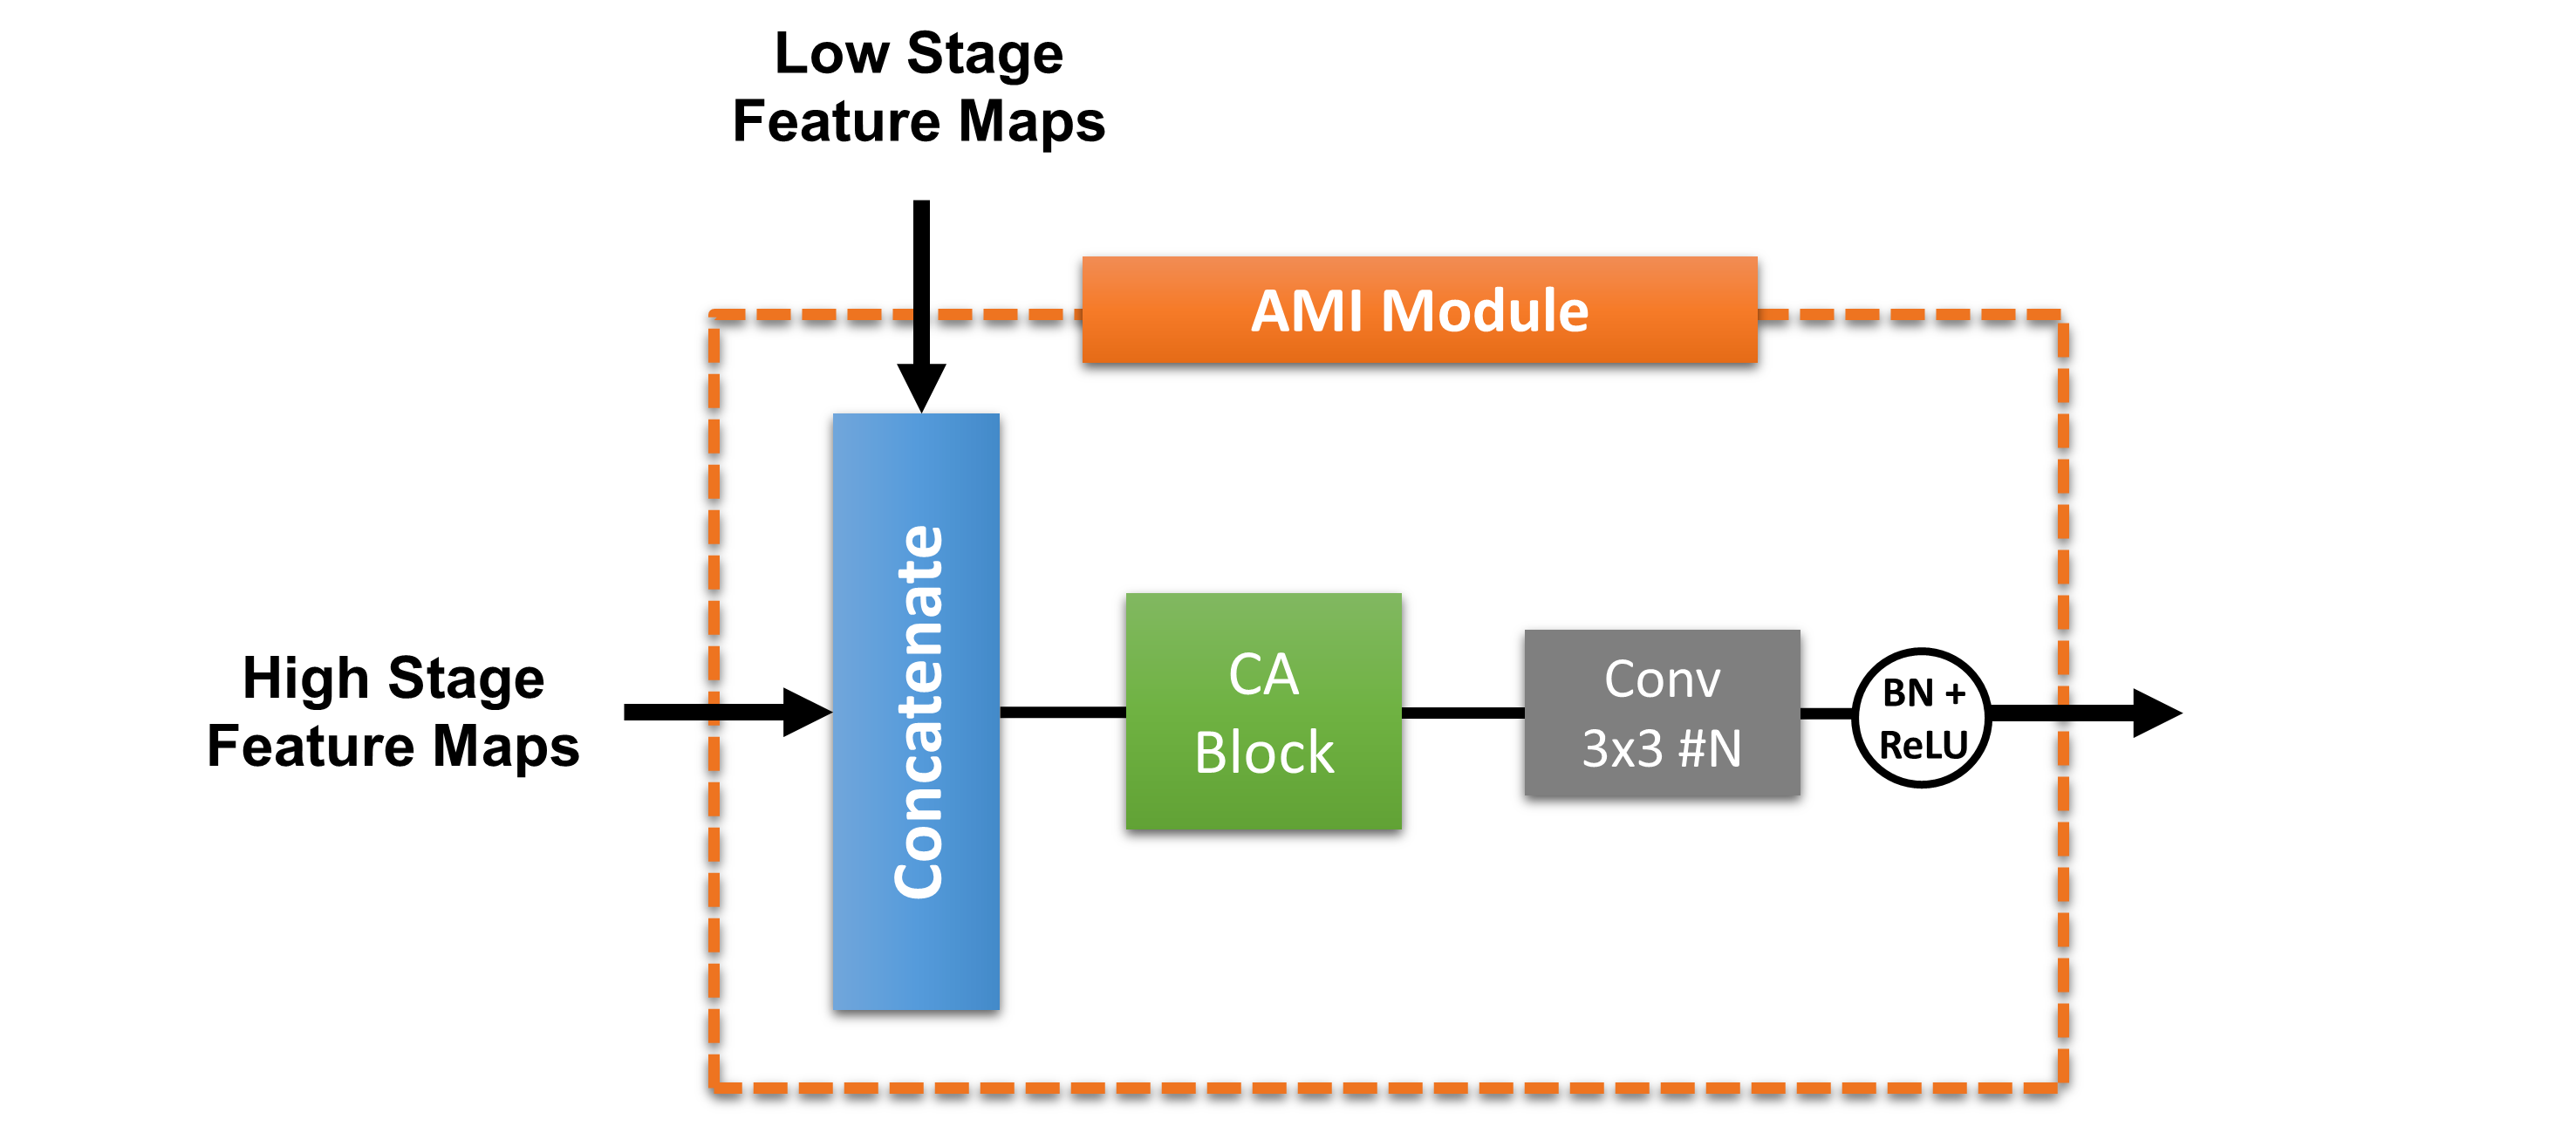 Low Stage
Feature Maps
AMI Module
High Stage
Feature Maps
Concatenate
CA
Block
Conv
3x3 #N
BN +
ReLU